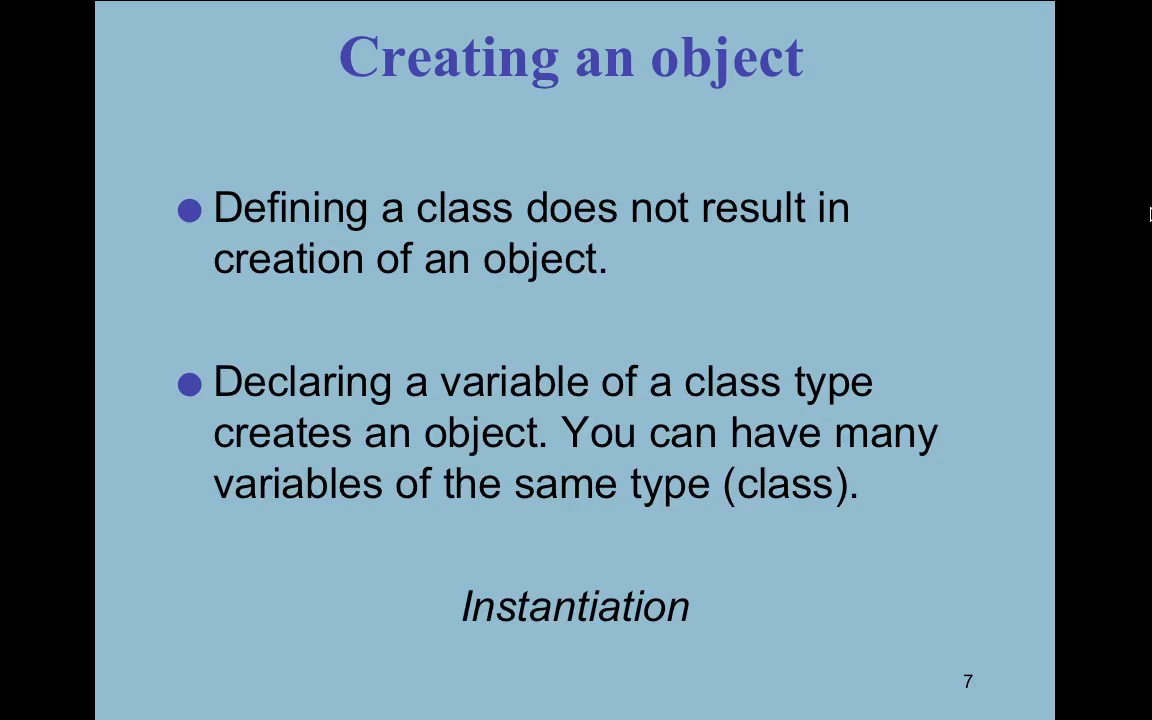 Creating an object
Defining a class does not result in
creation of an object.
Declaring a variable of a class type
creates an object. You can have many
variables of the same type (class).
Instantiation
7